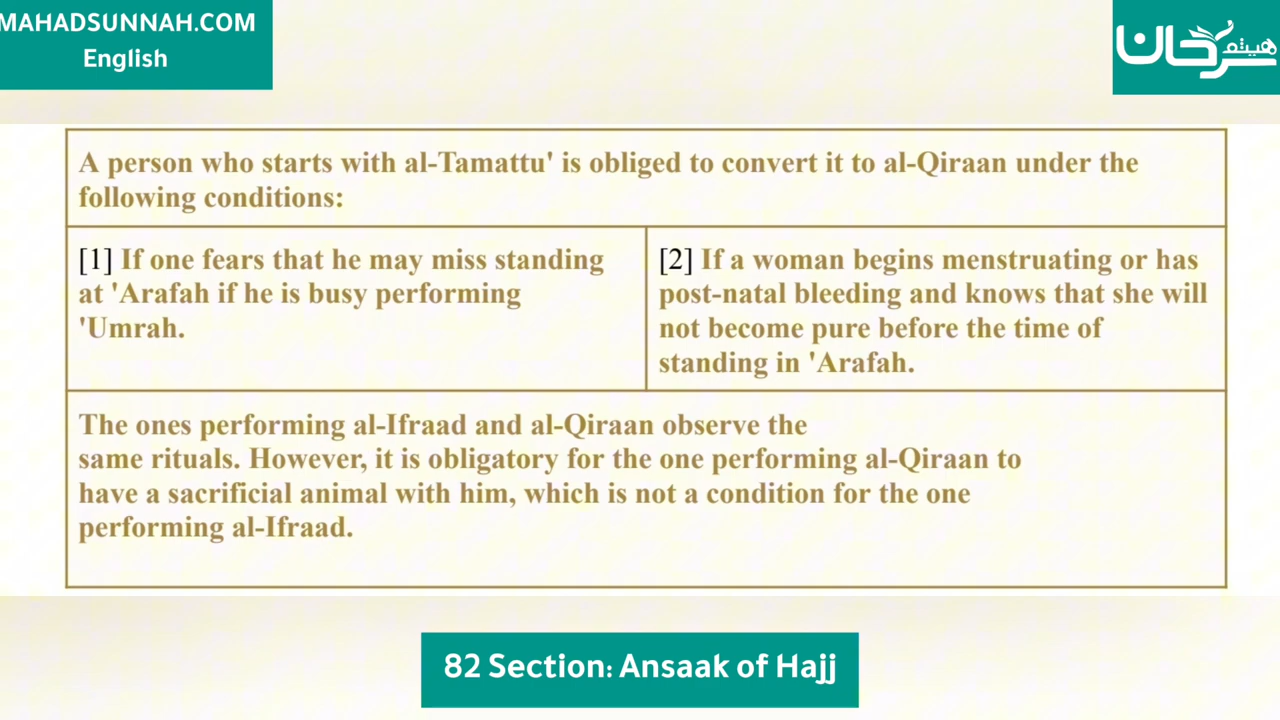 MAHADSUNNAH.COM
English
هيثم
سرحان
A person who starts with al-Tamattu' is obliged to convert it to al-Qiraan under the
following conditions:
[1] If one fears that he may miss standing
at 'Arafah if he is busy performing
'Umrah.
[2] If a woman begins menstruating or has
post-natal bleeding and knows that she will
not become pure before the time of
standing in 'Arafah.
The ones performing al-Ifraad and al-Qiraan observe the
same rituals. However, it is obligatory for the one performing al-Qiraan to
have a sacrificial animal with him, which is not a condition for the one
performing al-Ifraad.
82 Section: Ansaak of Hajj